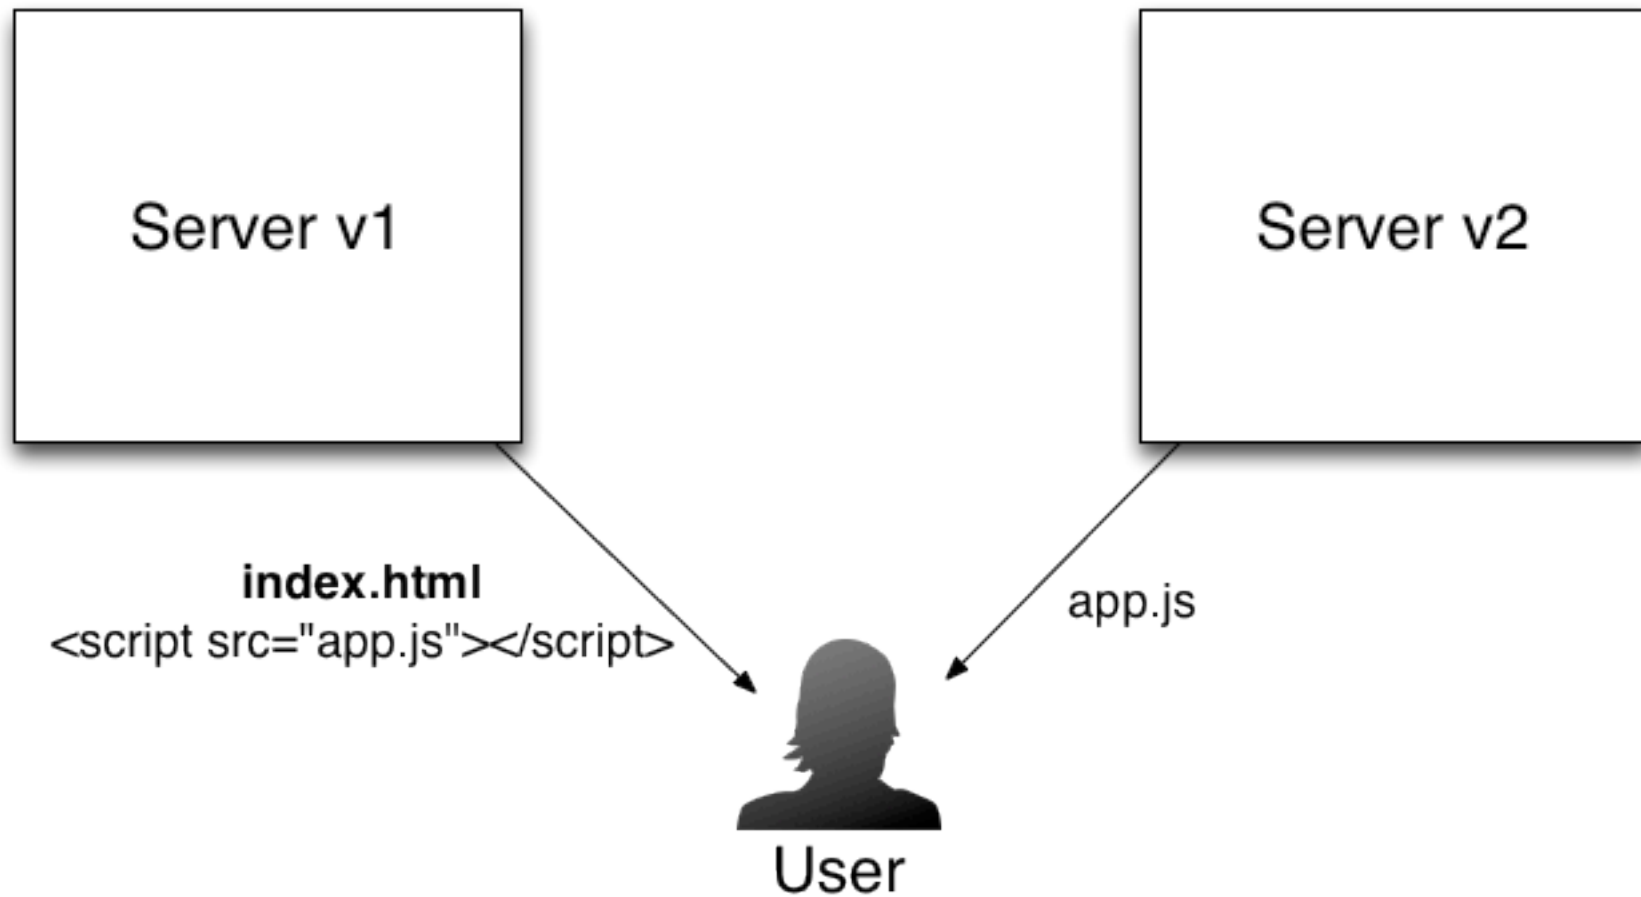 Server v1
Server v2
index.html
<script src="app.js"></script>
app.js
User